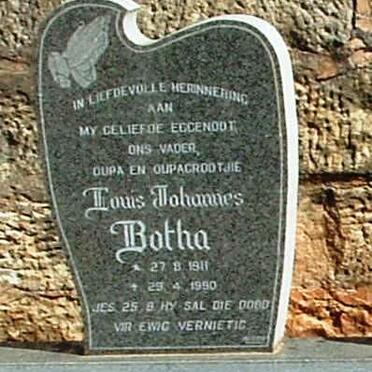 IN LIEFDEVOLLE HERINNERING
AAN
MY GELIEFDE EGGENOOT,
ONS VADER,
OUPA EN OUPAGROOTJIE
Louis Johannes
Botha
* 27 8 1911
+ 29 4 1990
JES 25 8 HY SAL DIE DOOD
VIR EWIG VERNIETIG